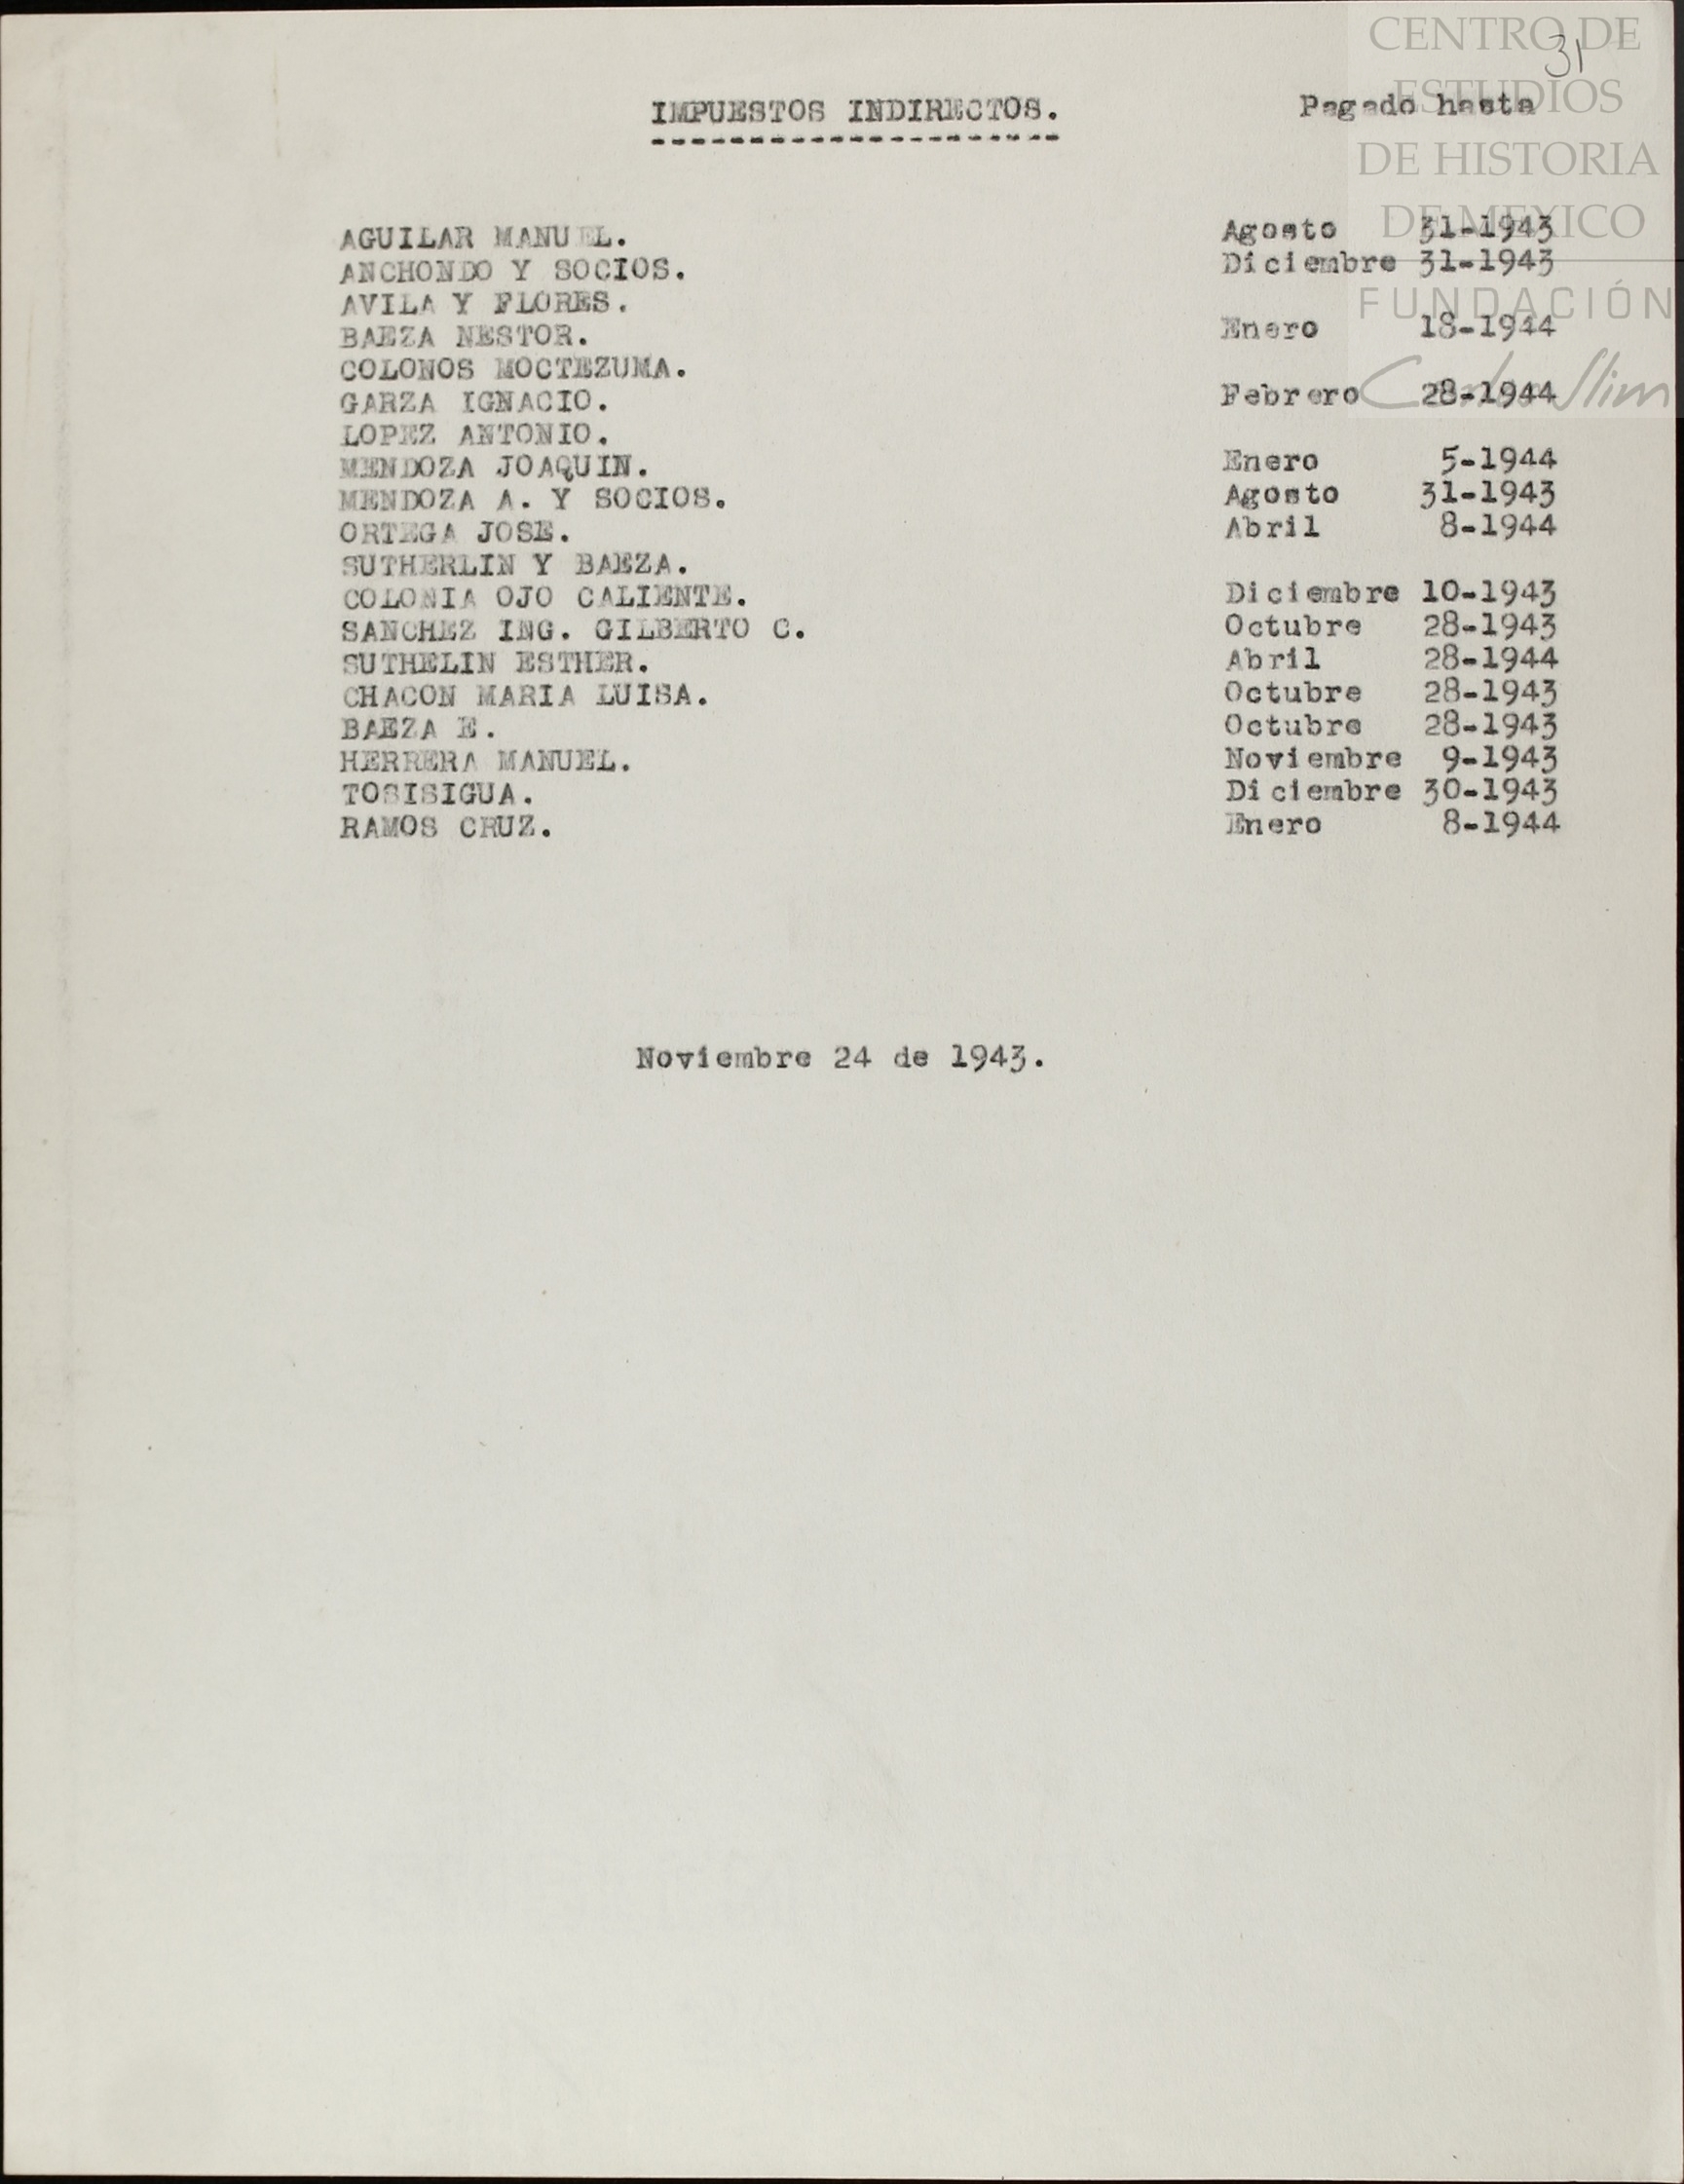 CENTRO DE
ESTUDIOS
DE HISTORIA
DE MEXICO
FUNDACIÓN
Carlos Slim
31
IMPUESTOS INDIRECTOS. Pagado hasta
--------------------
AGUILAR MANUEL. Agosto 31-1943
ANCHONDO Y SOCIOS. Diciembre 31-1943
AVILA Y FLORES.
BAEZA NESTOR. Enero 18-1944
COLONOS MOCTEZUMA.
GARZA IGNACIO. Febrero 28-1944
LOPEZ ANTONIO.
MENDOZA JOAQUIN. Enero 5-1944
MENDOZA A. Y SOCIOS. Agosto 31-1943
ORTEGA JOSE. Abril 8-1944
SUTHERLIN Y BAEZA.
COLONIA OJO CALIENTE. Diciembre 10-1943
SANCHEZ ING. GILBERTO C. Octubre 28-1943
SUTHELIN ESTHER. Abril 28-1944
CHACON MARIA LUISA. Octubre 28-1943
BAEZA E. Octubre 28-1943
HERRERA MANUEL. Noviembre 9-1943
TOSISIGUA. Diciembre 30-1943
RAMOS CRUZ. Enero 8-1944
Noviembre 24 de 1943.